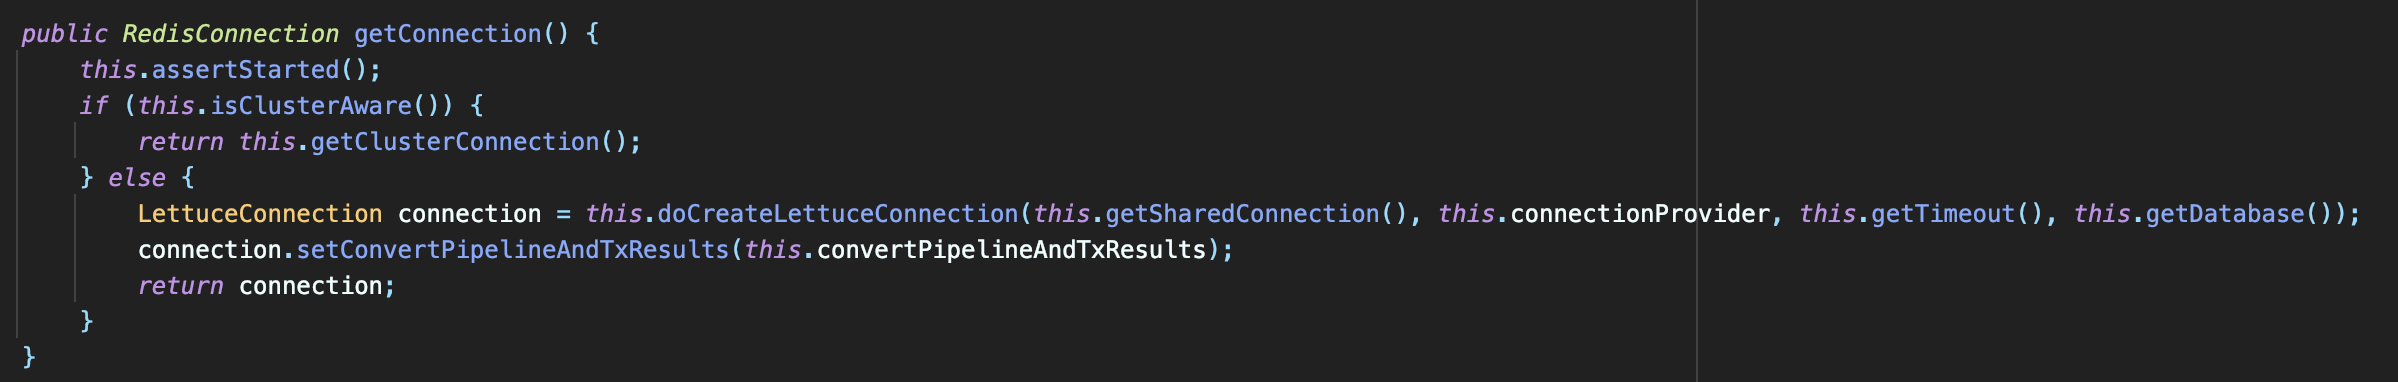 public RedisConnection getConnection() {
    this.assertStarted();
    if (this.isClusterAware()) {
        return this.getClusterConnection();
    } else {
        LettuceConnection connection = this.doCreateLettuceConnection(this.getSharedConnection(), this.connectionProvider, this.getTimeout(), this.getDatabase());
        connection.setConvertPipelineAndTxResults(this.convertPipelineAndTxResults);
        return connection;
    }
}